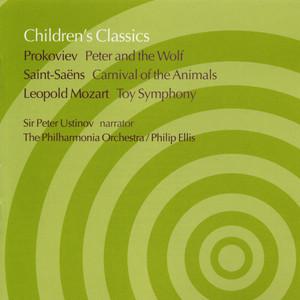 Children's Classics
Prokoviev Peter and the Wolf
Saint-Saëns Carnival of the Animals
Leopold Mozart Toy Symphony
Sir Peter Ustinov narrator
The Philharmonia Orchestra / Philip Ellis